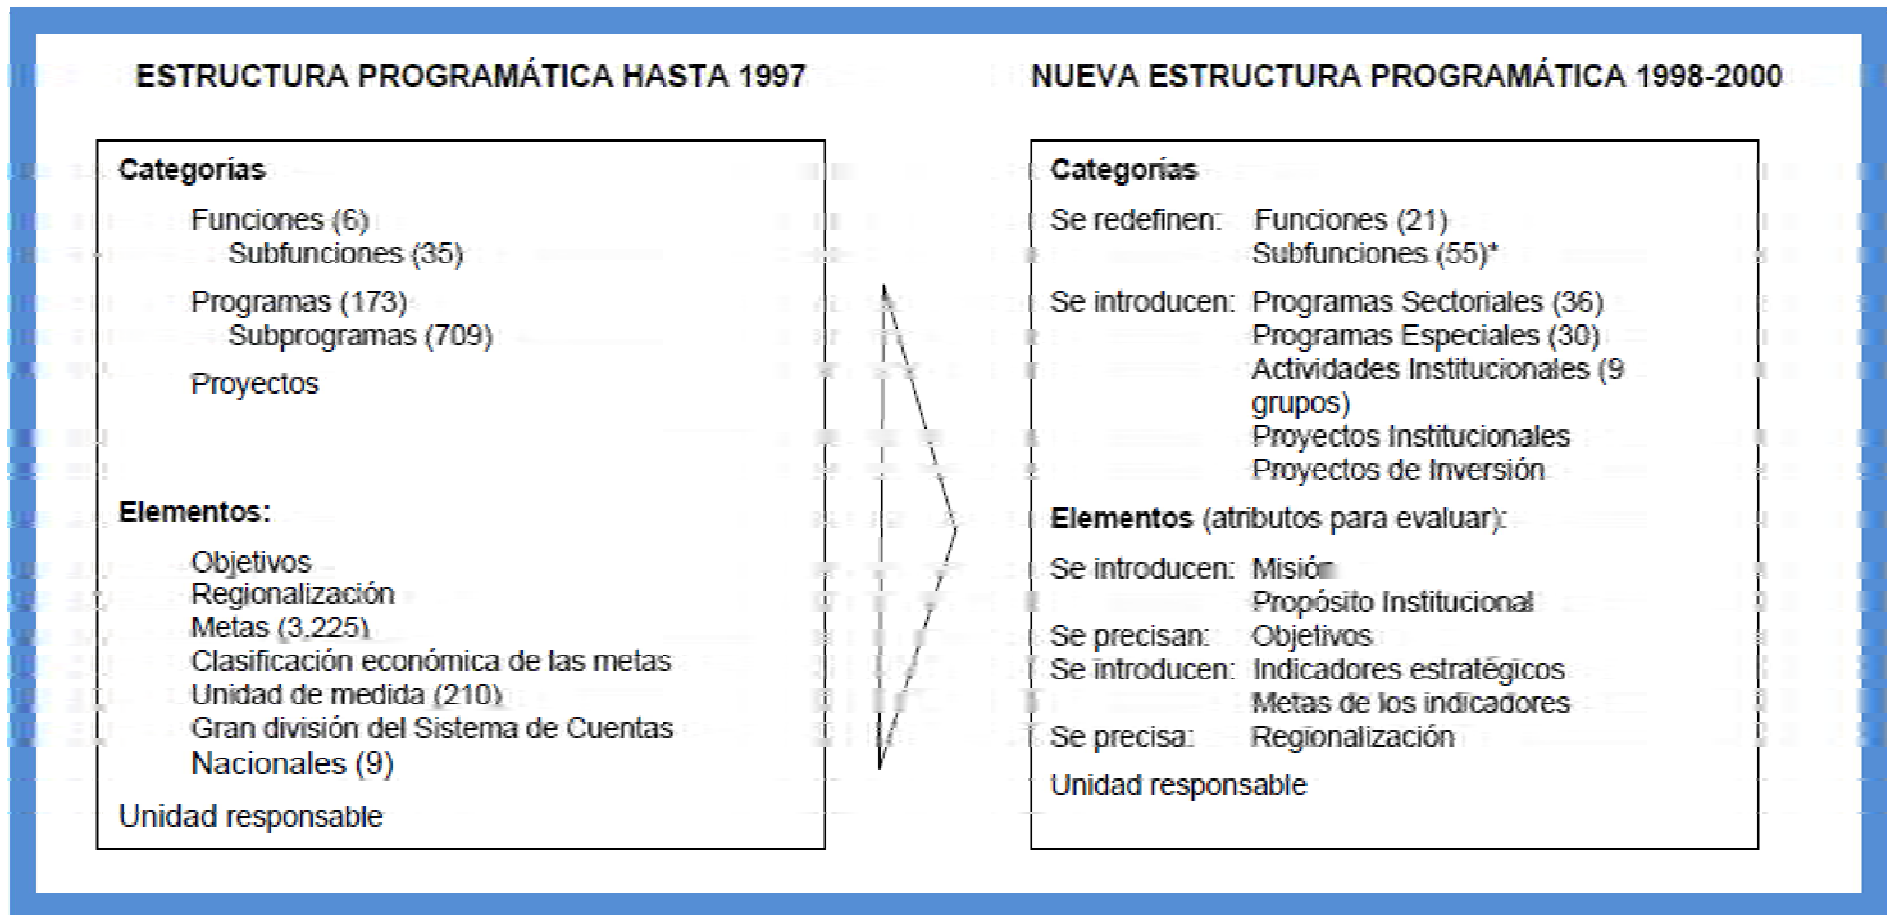 ESTRUCTURA PROGRAMÁTICA HASTA 1997
Categorías
Funciones (6)
Subfunciones (35)
Programas (173)
Subprogramas (709)
Proyectos
Elementos:
Objetivos
Regionalización
Metas (3,225)
Clasificación económica de las metas
Unidad de medida (210)
Gran división del Sistema de Cuentas
Nacionales (9)
Unidad responsable
NUEVA ESTRUCTURA PROGRAMÁTICA 1998-2000
Categorías
Se redefinen: Funciones (21)
Subfunciones (55)*
Se introducen: Programas Sectoriales (36)
Programas Especiales (30)
Actividades Institucionales (9
grupos)
Proyectos Institucionales
Proyectos de Inversión
Elementos (atributos para evaluar):
Se introducen: Misión
Propósito Institucional
Se precisan: Objetivos
Se introducen: Indicadores estratégicos
Metas de los indicadores
Se precisa: Regionalización
Unidad responsable